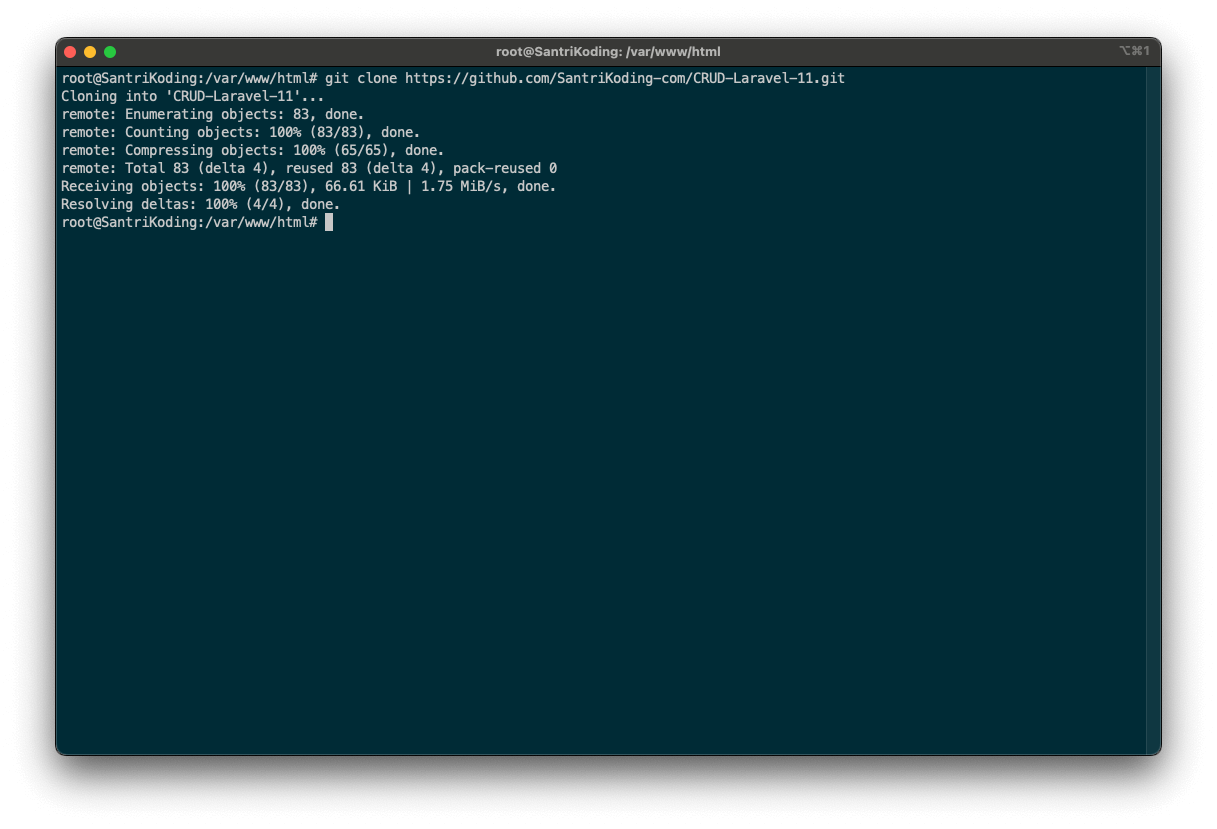 root@SantriKoding: /var/www/html
⌥⌘1
root@SantriKoding:/var/www/html# git clone https://github.com/SantriKoding-com/CRUD-Laravel-11.git
Cloning into 'CRUD-Laravel-11'...
remote: Enumerating objects: 83, done.
remote: Counting objects: 100% (83/83), done.
remote: Compressing objects: 100% (65/65), done.
remote: Total 83 (delta 4), reused 83 (delta 4), pack-reused 0
Receiving objects: 100% (83/83), 66.61 KiB | 1.75 MiB/s, done.
Resolving deltas: 100% (4/4), done.
root@SantriKoding:/var/www/html#